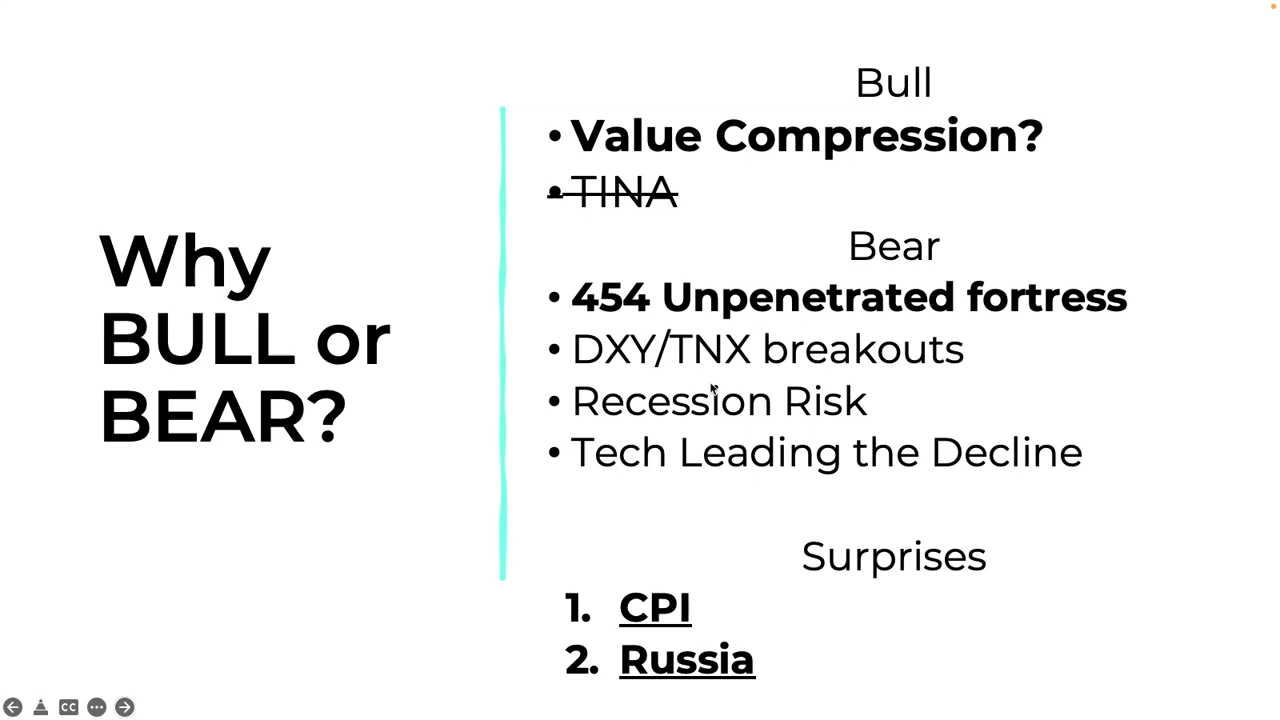 Why
BULL or
BEAR?
Bull
• Value Compression?
• TINA
Bear
• 454 Unpenetrated fortress
• DXY/TNX breakouts
• Recession Risk
• Tech Leading the Decline
Surprises
1. CPI
2. Russia
CC